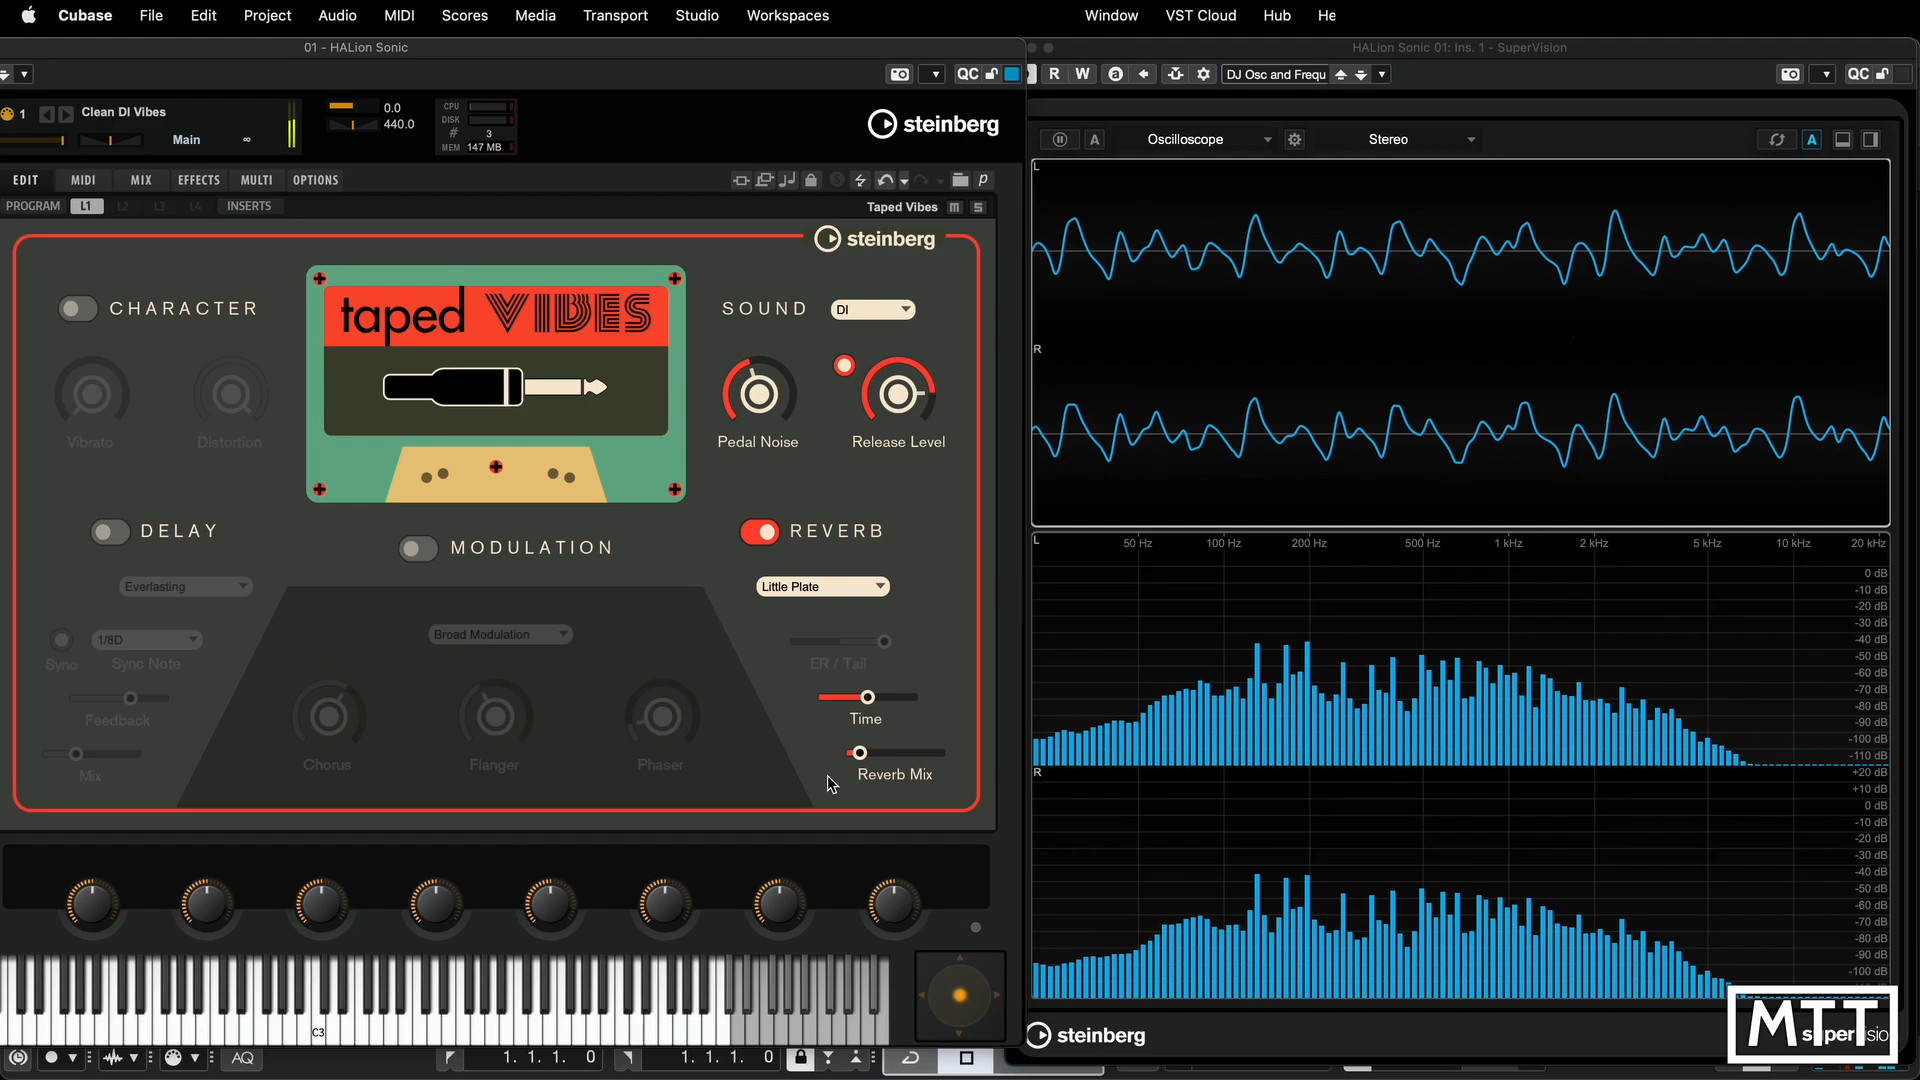 Cubase File Edit Project Audio MIDI Scores Media Transport Studio Workspaces Window VST Cloud Hub He
01 - HALion Sonic
HALion Sonic 01: Ins. 1 - SuperVision
QC
R W a DJ Osc and Frequ QC
1 Clean DI Vibes
0.0
440.0
Main ∞
CPU
DISK
# 3
MEM 147 MB
steinberg
A Oscilloscope Stereo A
EDIT MIDI MIX EFFECTS MULTI OPTIONS
S p
PROGRAM L1 L2 L3 L4 INSERTS
Taped Vibes M S
steinberg
CHARACTER
Vibrato
Distortion
taped VIBES
SOUND DI
Pedal Noise
Release Level
DELAY
Everlasting
1/8D
Sync
Sync Note
Feedback
Mix
MODULATION
Broad Modulation
Chorus
Flanger
Phaser
REVERB
Little Plate
ER / Tail
Time
Reverb Mix
C3
AQ
1. 1. 1. 0
1. 1. 1. 0
L
R
L
50 Hz 100 Hz 200 Hz 500 Hz 1 kHz 2 kHz 5 kHz 10 kHz 20 kHz
0 dB
-10 dB
-20 dB
-30 dB
-40 dB
-50 dB
-60 dB
-70 dB
-80 dB
-90 dB
-100 dB
-110 dB
R
+20 dB
+10 dB
0 dB
-10 dB
-20 dB
-30 dB
-40 dB
-50 dB
-60 dB
-70 dB
-80 dB
-90 dB
-100 dB
steinberg
MTT